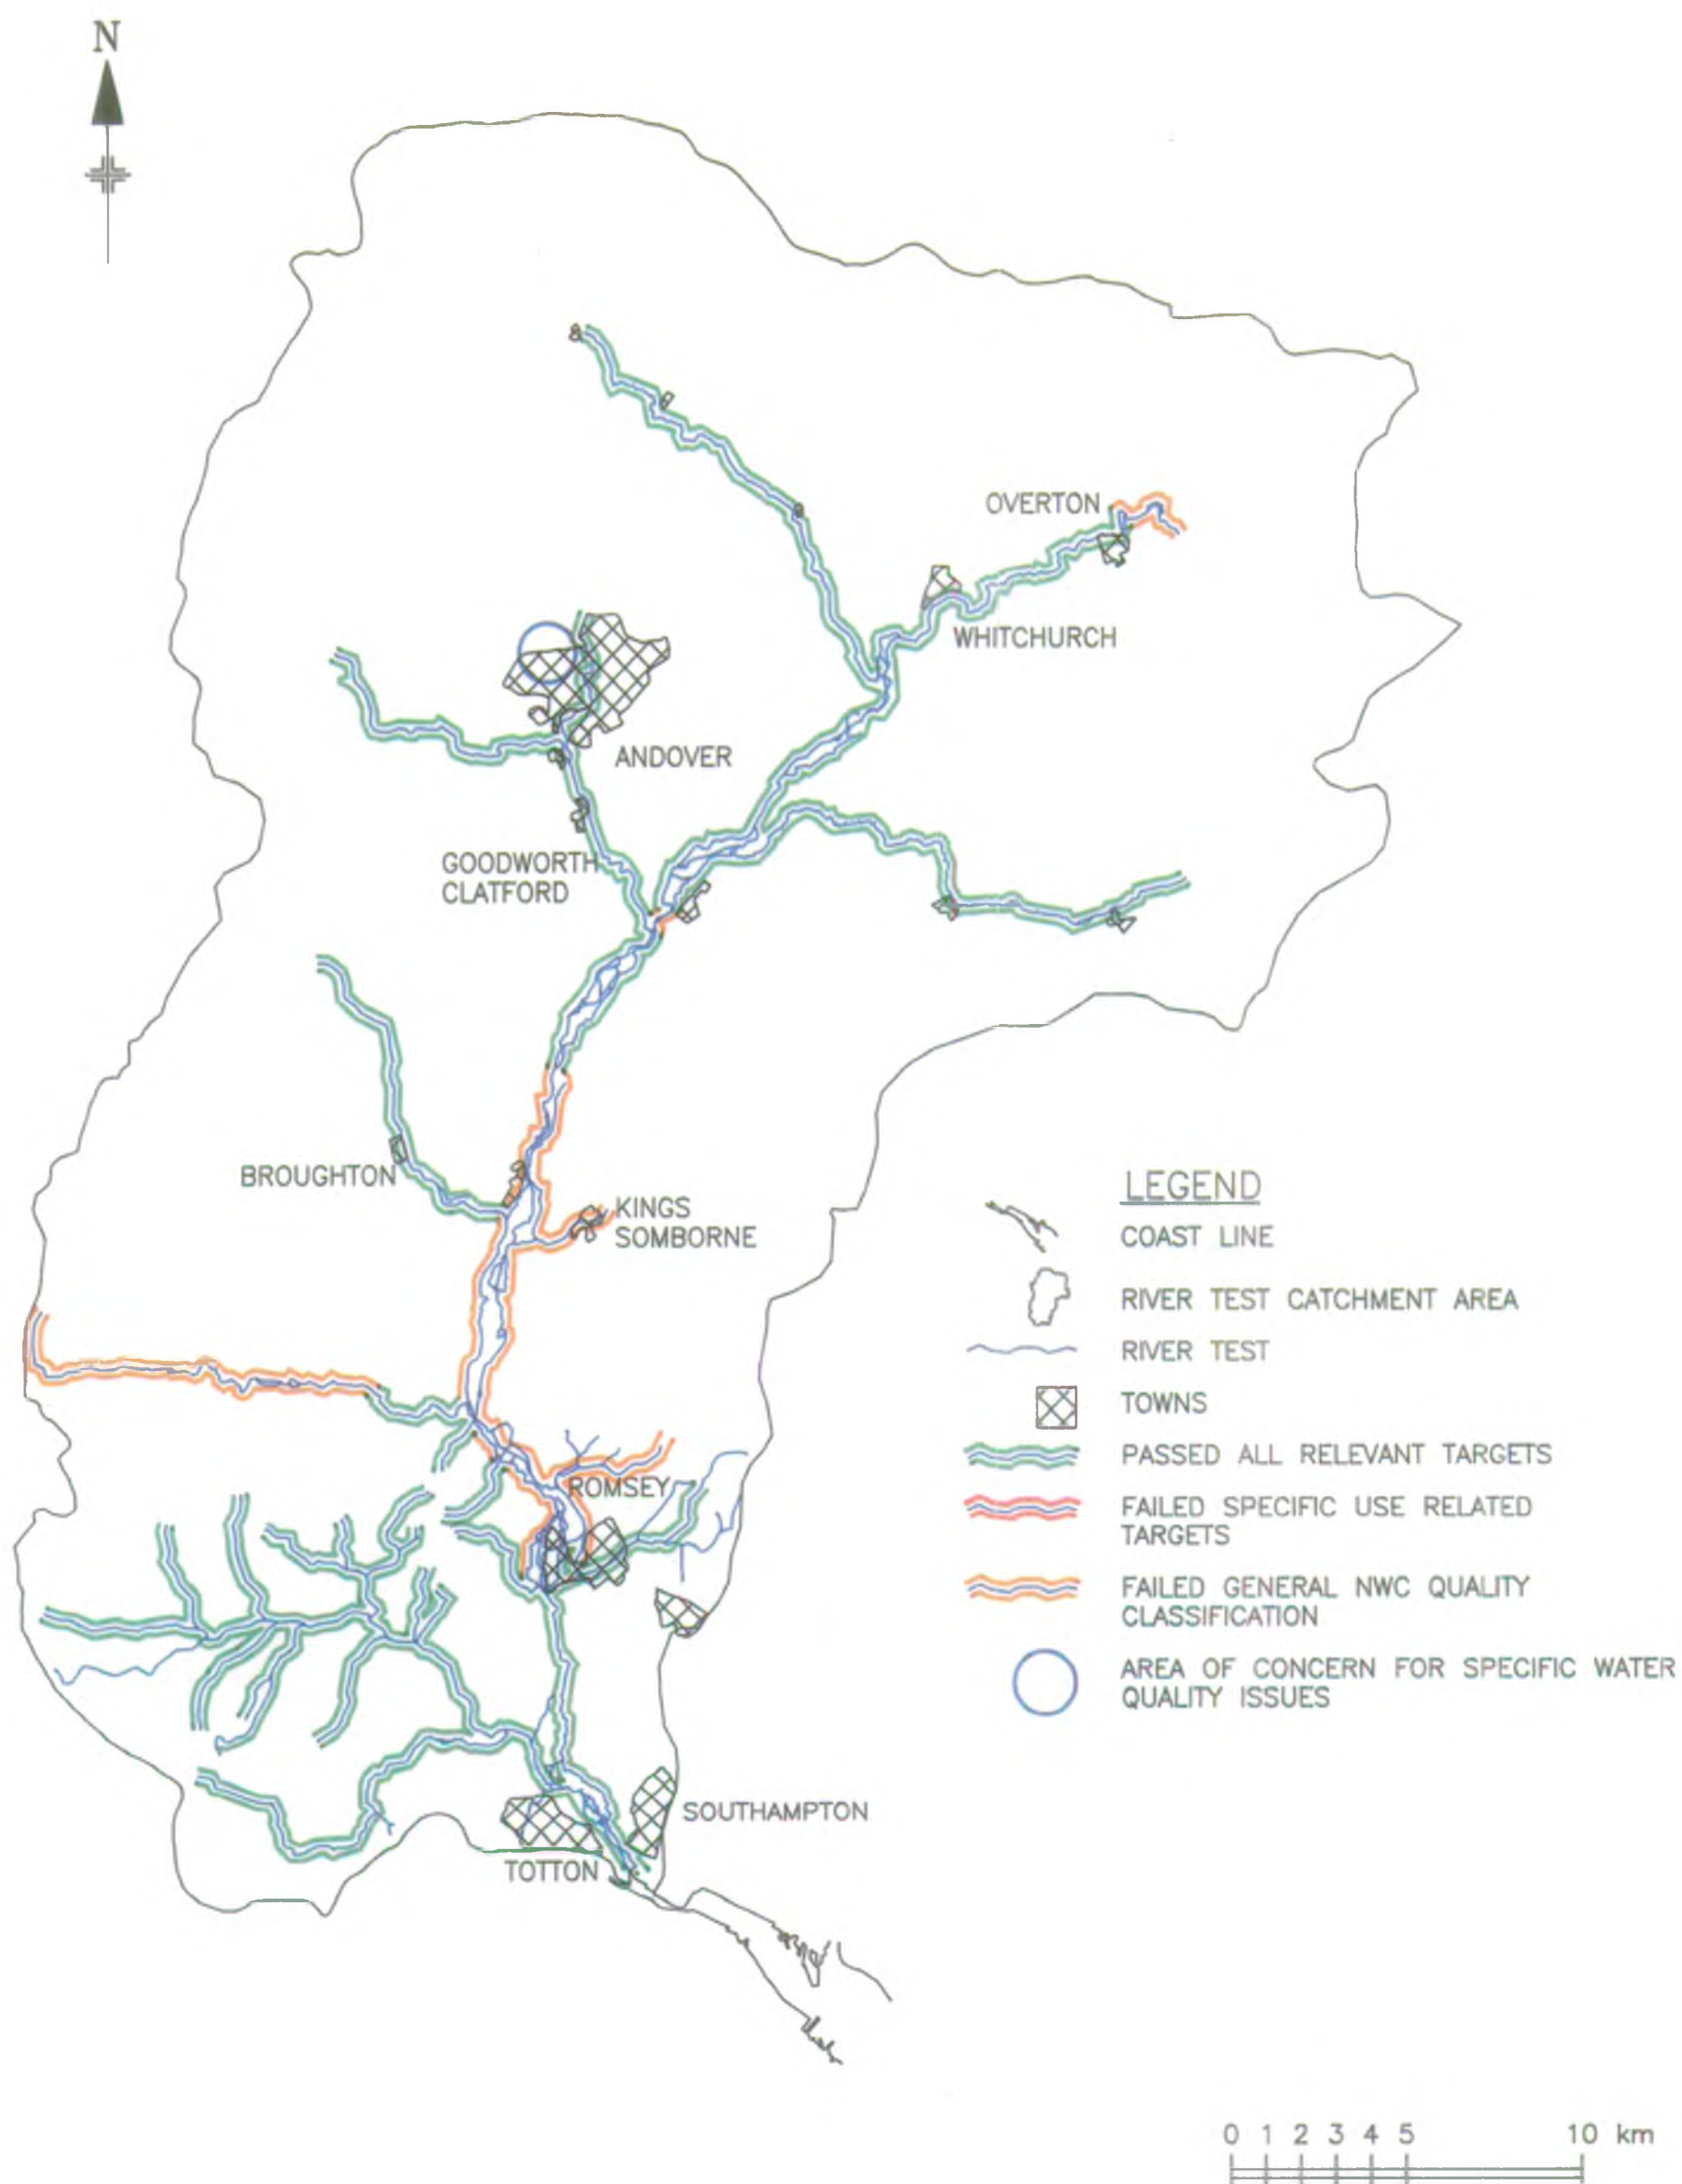 N
OVERTON
WHITCHURCH
ANDOVER
GOODWORTH
CLATFORD
BROUGHTON
KINGS
SOMBORNE
ROMSEY
SOUTHAMPTON
TOTTON
LEGEND
COAST LINE
RIVER TEST CATCHMENT AREA
RIVER TEST
TOWNS
PASSED ALL RELEVANT TARGETS
FAILED SPECIFIC USE RELATED
TARGETS
FAILED GENERAL NWC QUALITY
CLASSIFICATION
AREA OF CONCERN FOR SPECIFIC WATER
QUALITY ISSUES
0 1 2 3 4 5 10 km